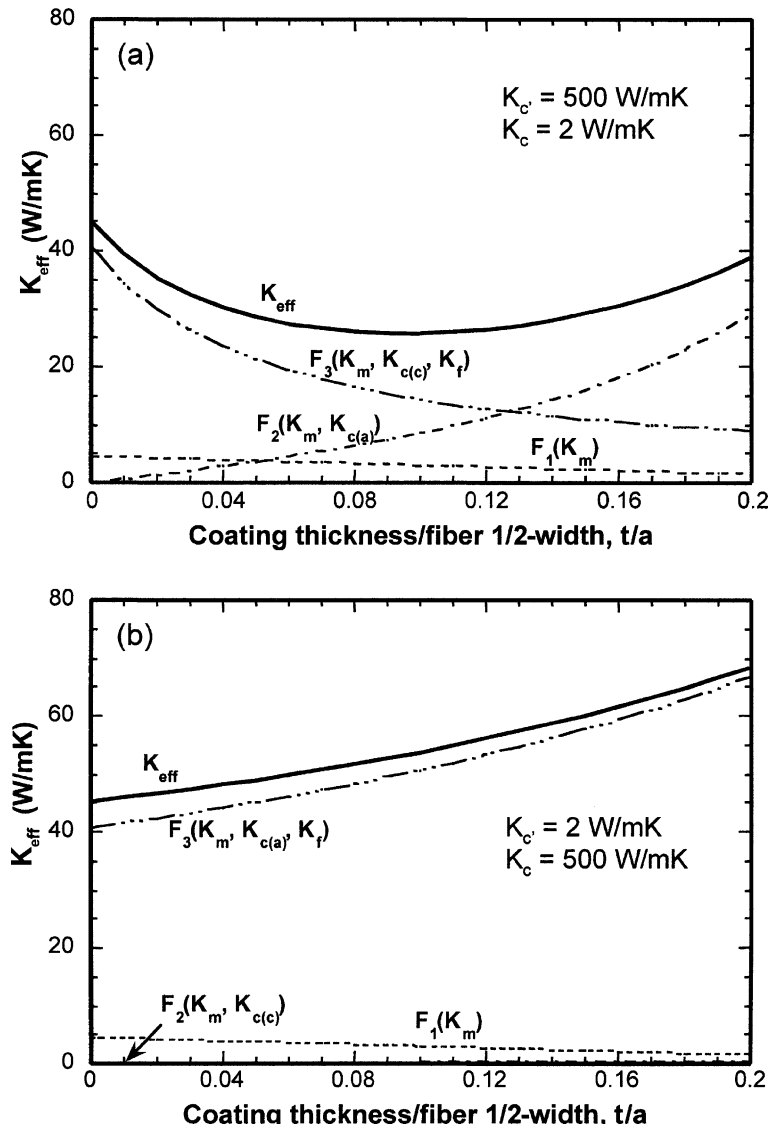 80
(a)
K_c' = 500 W/mK
K_c = 2 W/mK
60
K_eff (W/mK)
40
K_eff
F_3(K_m, K_c(c), K_f)
20
F_2(K_m, K_c(a))
F_1(K_m)
0
0 0.04 0.08 0.12 0.16 0.2
Coating thickness/fiber 1/2-width, t/a
80
(b)
60
K_eff
K_eff (W/mK)
40
F_3(K_m, K_c(a), K_f)
K_c' = 2 W/mK
K_c = 500 W/mK
20
F_2(K_m, K_c(c))
F_1(K_m)
0
0 0.04 0.08 0.12 0.16 0.2
Coating thickness/fiber 1/2-width, t/a